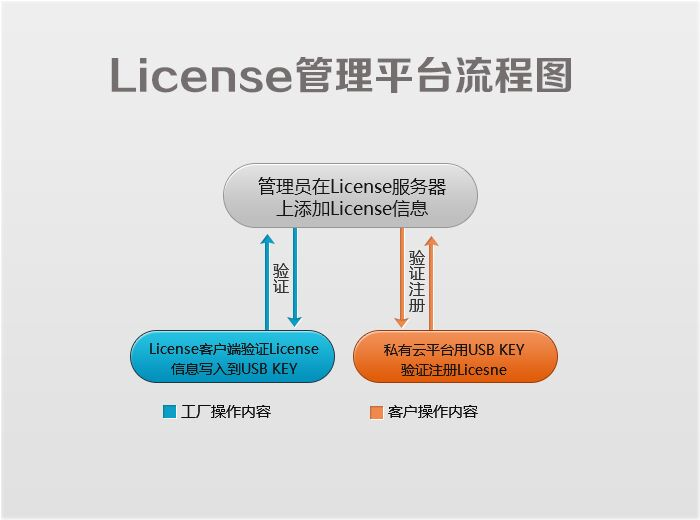 License管理平台流程图
管理员在License服务器
上添加License信息
验证
验证注册
License客户端验证License
信息写入到USB KEY
私有云平台用USB KEY
验证注册Licesne
工厂操作内容
客户操作内容